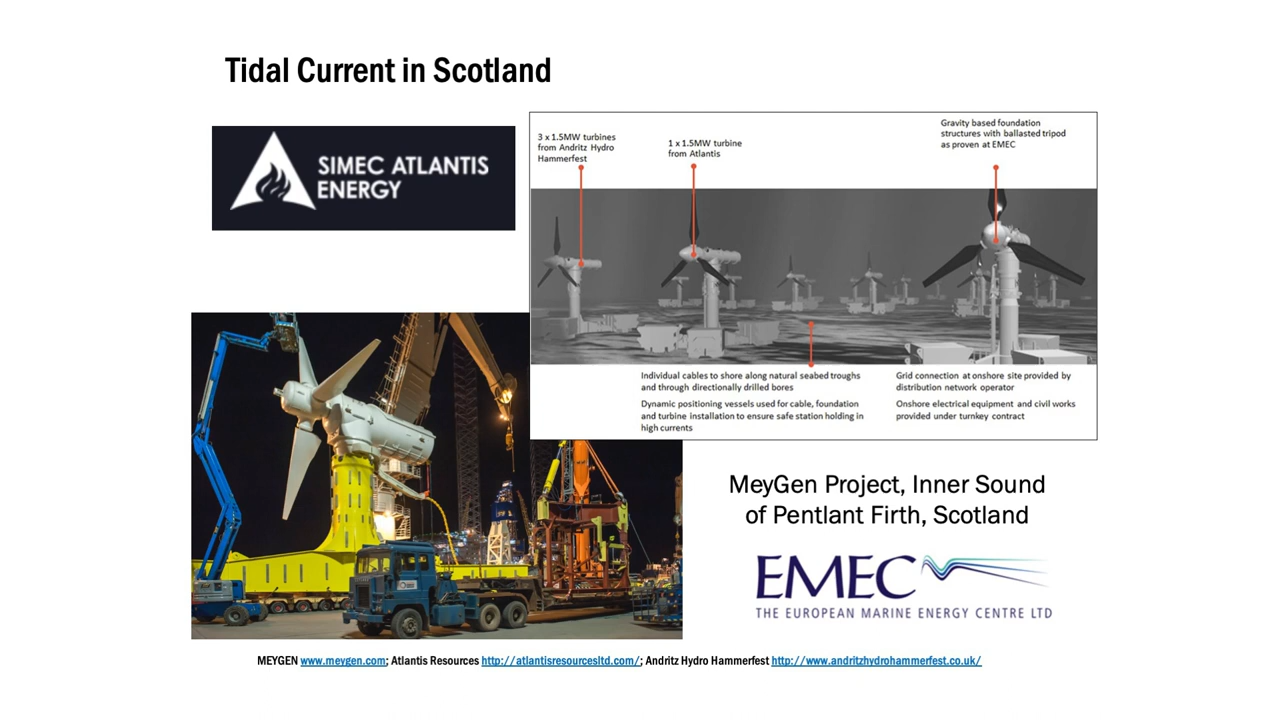 Tidal Current in Scotland
SIMEC ATLANTIS
ENERGY
3 x 1.5MW turbines
from Andritz Hydro
Hammerfest
1 x 1.5MW turbine
from Atlantis
Gravity based foundation
structures with ballasted tripod
as proven at EMEC
Individual cables to shore along natural seabed troughs
and through directionally drilled bores
Dynamic positioning vessels used for cable, foundation
and turbine installation to ensure safe station holding in
high currents
Grid connection at onshore site provided by
distribution network operator
Onshore electrical equipment and civil works
provided under turnkey contract
MeyGen Project, Inner Sound
of Pentlant Firth, Scotland
EMEC
THE EUROPEAN MARINE ENERGY CENTRE LTD
MEYGEN www.meygen.com; Atlantis Resources http://atlantisresourcesltd.com/; Andritz Hydro Hammerfest http://www.andritzhydrohammerfest.co.uk/